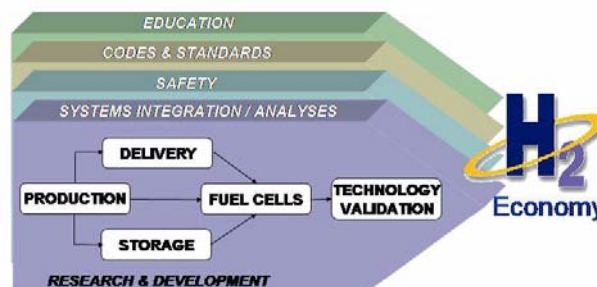 EDUCATION
CODES & STANDARDS
SAFETY
SYSTEMS INTEGRATION / ANALYSES
DELIVERY
PRODUCTION
FUEL CELLS
TECHNOLOGY
VALIDATION
STORAGE
RESEARCH & DEVELOPMENT
H2
Economy